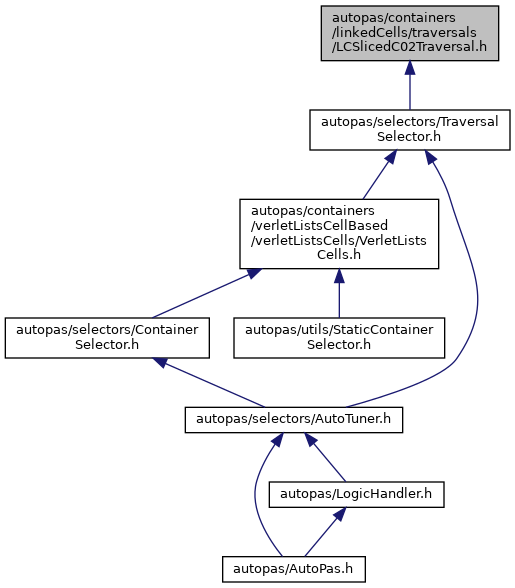 autopas/containers
/linkedCells/traversals
/LCSlicedC02Traversal.h
autopas/selectors/Traversal
Selector.h
autopas/containers
/verletListsCellBased
/verletListsCells/VerletLists
Cells.h
autopas/selectors/Container
Selector.h
autopas/utils/StaticContainer
Selector.h
autopas/selectors/AutoTuner.h
autopas/LogicHandler.h
autopas/AutoPas.h